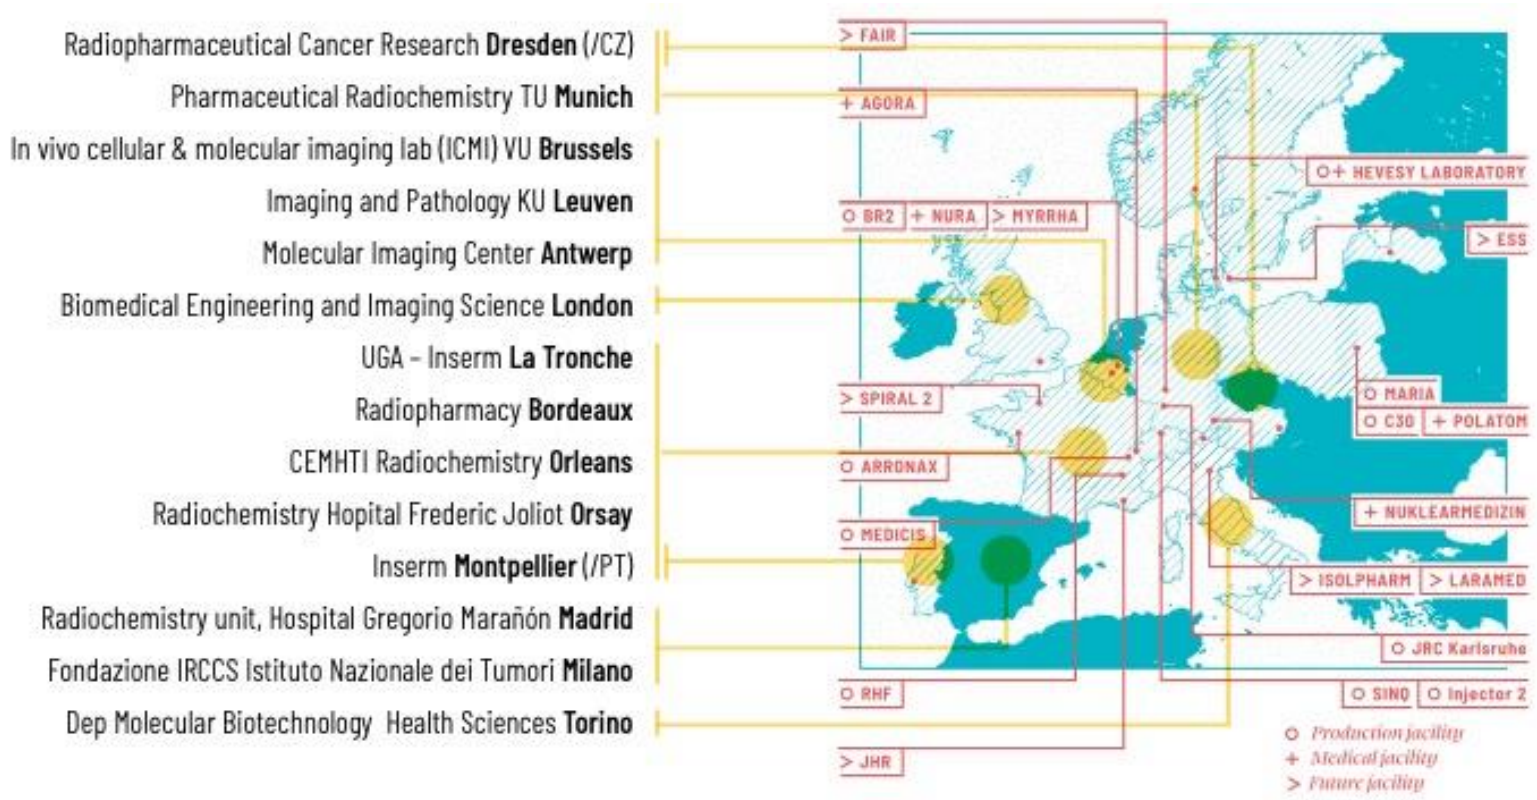 Radiopharmaceutical Cancer Research Dresden (/CZ)
Pharmaceutical Radiochemistry TU Munich
In vivo cellular & molecular imaging lab (ICMI) VU Brussels
Imaging and Pathology KU Leuven
Molecular Imaging Center Antwerp
Biomedical Engineering and Imaging Science London
UGA – Inserm La Tronche
Radiopharmacy Bordeaux
CEMHTI Radiochemistry Orleans
Radiochemistry Hopital Frederic Joliot Orsay
Inserm Montpellier (/PT)
Radiochemistry unit, Hospital Gregorio Marañón Madrid
Fondazione IRCCS Istituto Nazionale dei Tumori Milano
Dep Molecular Biotechnology Health Sciences Torino
> FAIR
+ AGORA
O+ HEVESY LABORATORY
O BR2 + NURA > MYRRHA
> ESS
> SPIRAL 2
O MARIA
O C30 + POLATOM
O ARRONAX
+ NUKLEARMEDIZIN
O MEDICIS
> ISOLPHARM > LARAMED
O JRC Karlsruhe
O RHF
O SINQ O Injector 2
> JHR
O Production facility
+ Medical facility
> Future facility